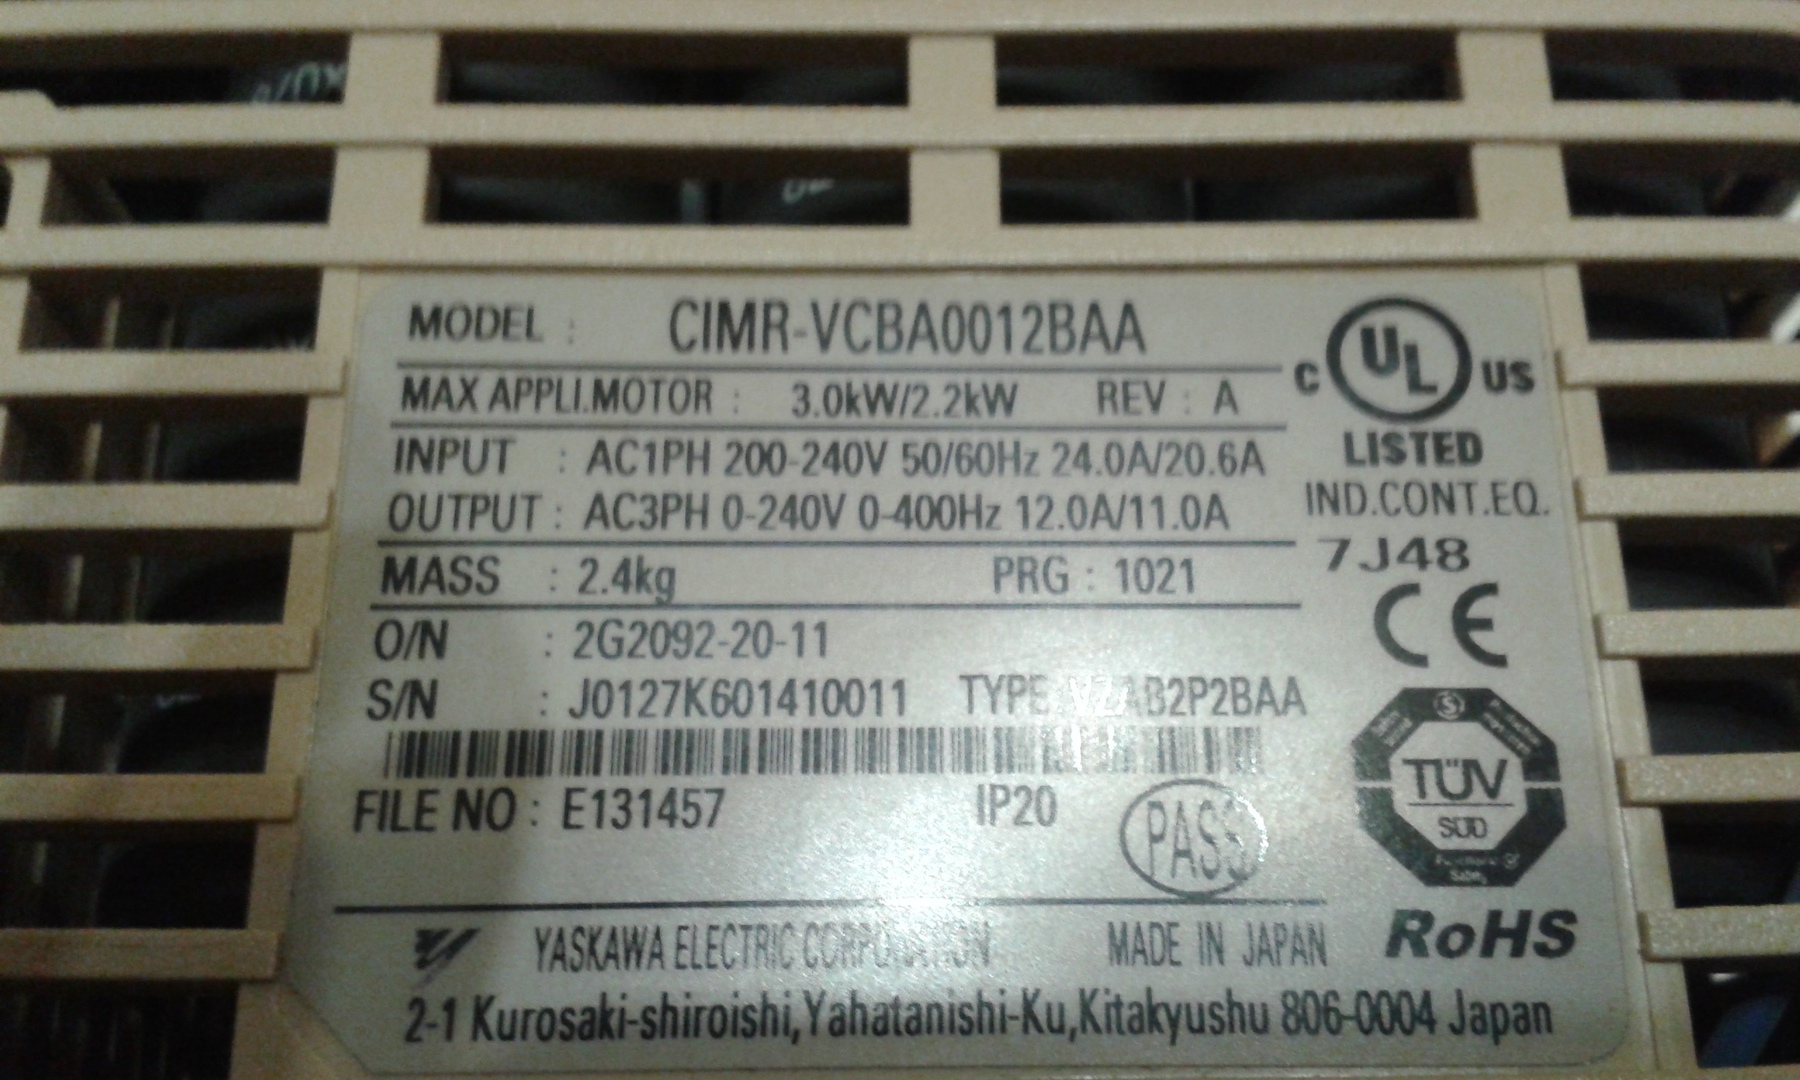 MODEL : CIMR-VCBA0012BAA
MAX APPLI.MOTOR : 3.0kW/2.2kW REV : A
INPUT : AC1PH 200-240V 50/60Hz 24.0A/20.6A
OUTPUT : AC3PH 0-240V 0-400Hz 12.0A/11.0A
MASS : 2.4kg PRG : 1021
O/N : 2G2092-20-11
S/N : J0127K601410011 TYPE VZAB2P2BAA
FILE NO : E131457 IP20
PASS
C UL US
LISTED
IND.CONT.EQ.
7J48
CE
TÜV
SÜD
RoHS
YASKAWA ELECTRIC CORPORATION MADE IN JAPAN
2-1 Kurosaki-shiroishi,Yahatanishi-Ku,Kitakyushu 806-0004 Japan